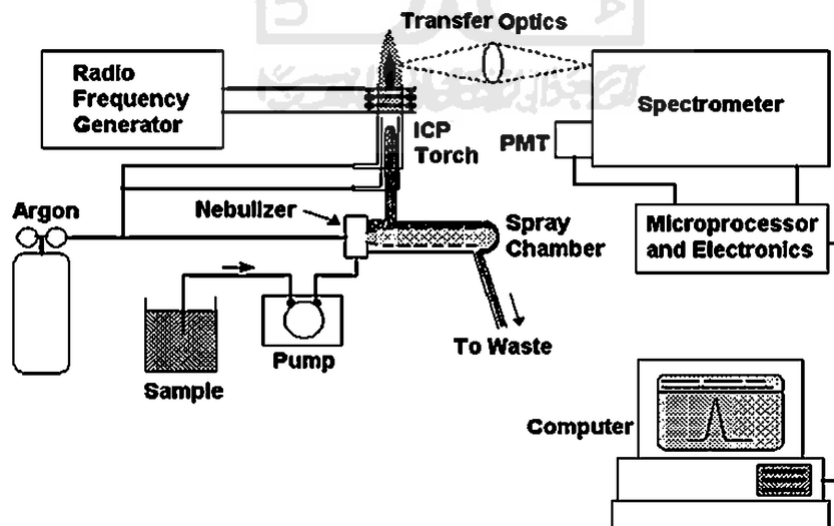 Transfer Optics
Radio
Frequency
Generator
Spectrometer
ICP
Torch
PMT
Argon
Nebulizer
Spray
Chamber
Microprocessor
and Electronics
Sample
Pump
To Waste
Computer